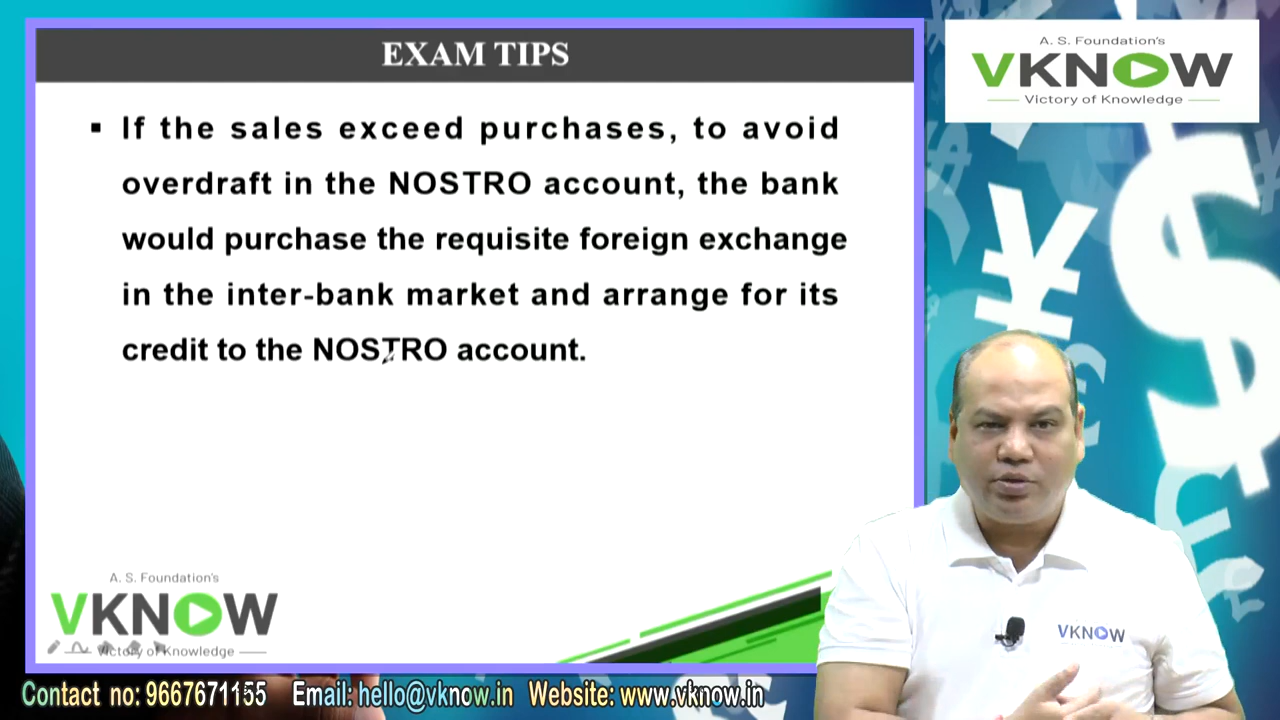 EXAM TIPS
A. S. Foundation's
VKNOW
Victory of Knowledge
▪ If the sales exceed purchases, to avoid
overdraft in the NOSTRO account, the bank
would purchase the requisite foreign exchange
in the inter-bank market and arrange for its
credit to the NOSTRO account.
A. S. Foundation's
VKNOW
Victory of Knowledge
VKNOW
Contact no: 9667671155 Email: hello@vknow.in Website: www.vknow.in